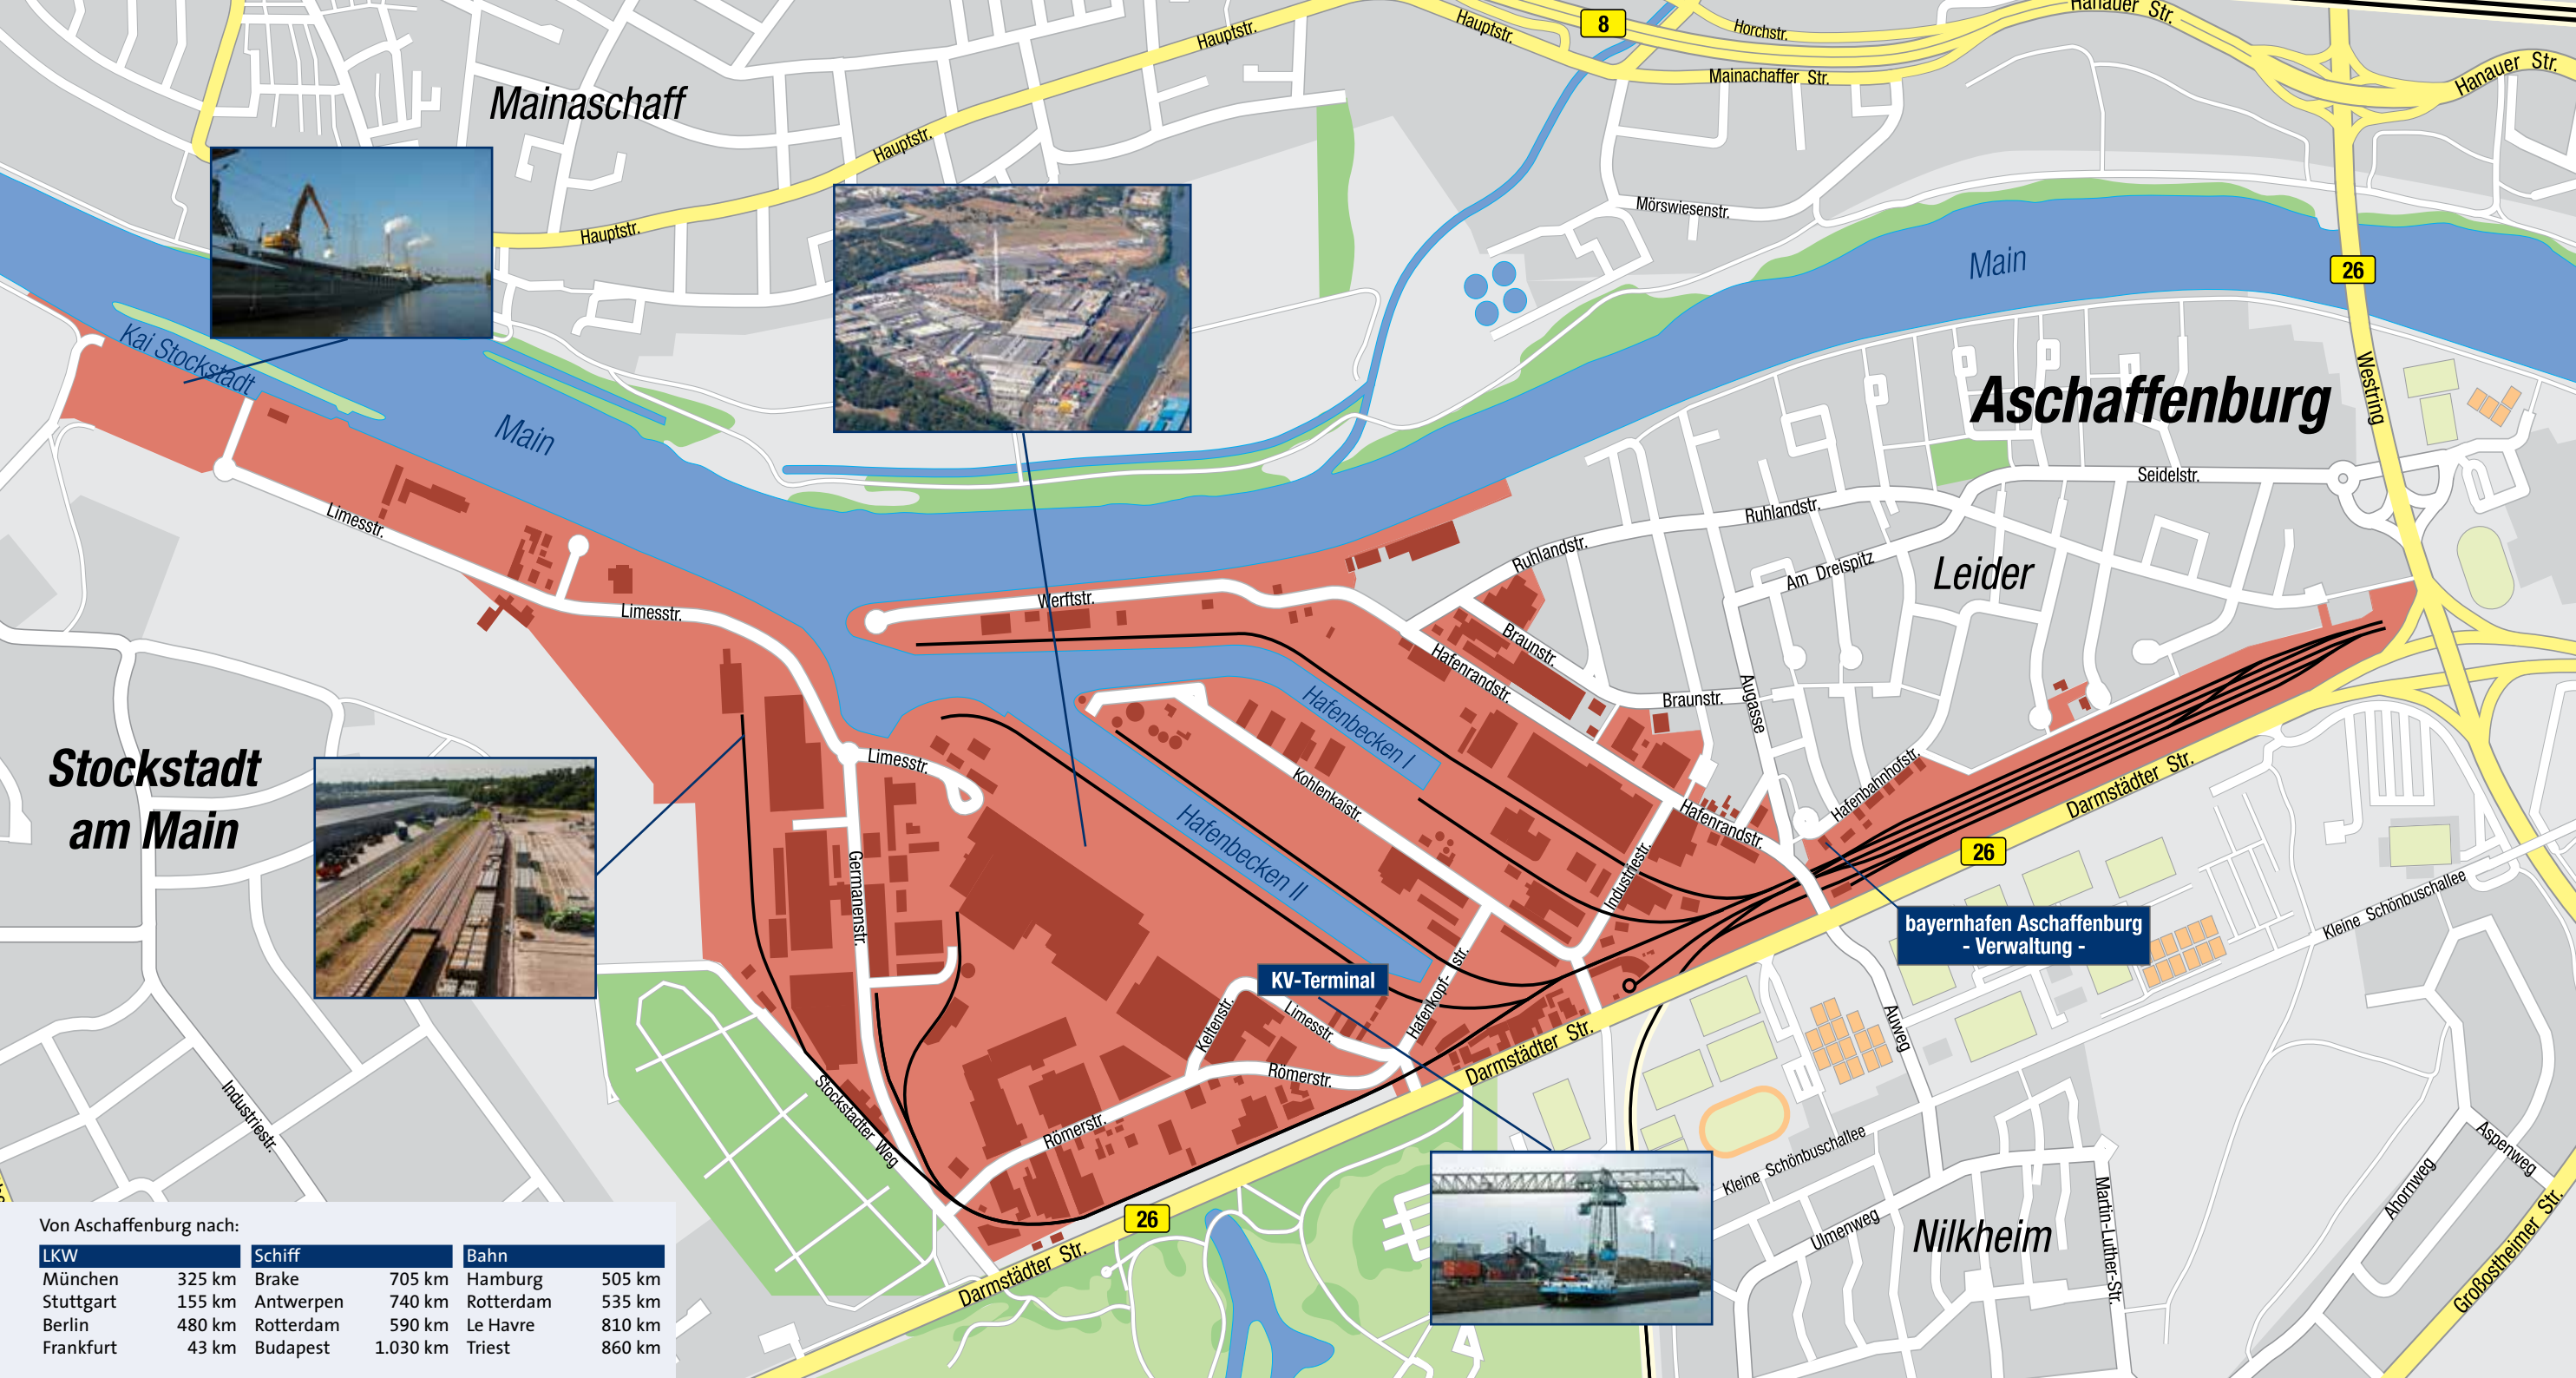 Hanauer Str.
8
Horchstr.
Hauptstr.
Hauptstr.
Mainachaffer Str.
Hanauer Str.
Mainaschaff
Hauptstr.
Mörswiesenstr.
Hauptstr.
Main
26
Kai Stockstadt
Westring
Aschaffenburg
Main
Seidelstr.
Limesstr.
Ruhlandstr.
Ruhlandstr.
Am Dreispitz
Leider
Werftstr.
Limesstr.
Braunstr.
Hafenrandstr.
Braunstr.
Augasse
Hafenbecken I
Stockstadt
am Main
Limesstr.
Kohlenkaistr.
Hafenbahnhofstr.
Darmstädter Str.
Hafenrandstr.
Hafenbecken II
26
Germanenstr.
Industriestr.
Kleine Schönbuschallee
bayernhafen Aschaffenburg
- Verwaltung -
KV-Terminal
Hafenkopf-
str.
Keltenstr.
Limesstr.
Auweg
Darmstädter Str.
Römerstr.
Industriestr.
Stockstadter Weg
Römerstr.
Kleine Schönbuschallee
Aspenweg
Ahornweg
Martin-Luther-Str.
Ulmenweg
Nilkheim
26
Großostheimer Str.
Darmstädter Str.
Von Aschaffenburg nach:
LKW Schiff Bahn
München 325 km Brake 705 km Hamburg 505 km
Stuttgart 155 km Antwerpen 740 km Rotterdam 535 km
Berlin 480 km Rotterdam 590 km Le Havre 810 km
Frankfurt 43 km Budapest 1.030 km Triest 860 km